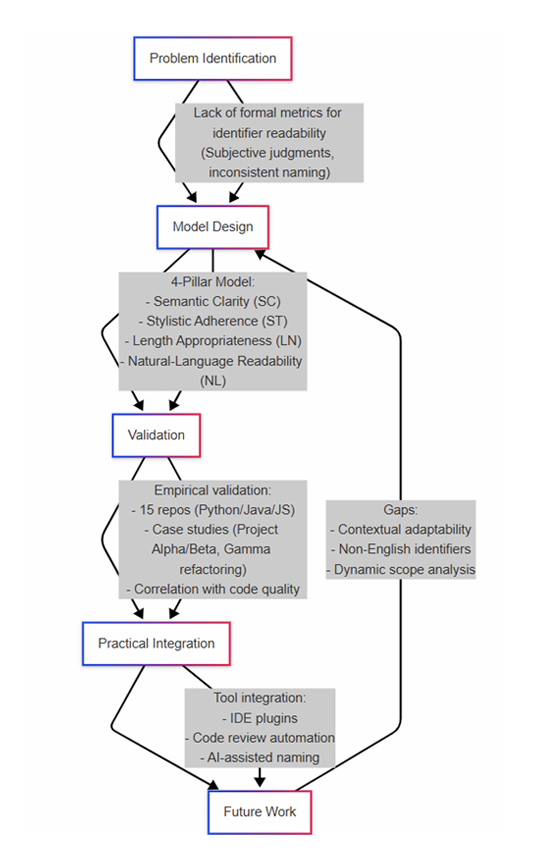 Problem Identification
Lack of formal metrics for
identifier readability
(Subjective judgments,
inconsistent naming)
Model Design
4-Pillar Model:
- Semantic Clarity (SC)
- Stylistic Adherence (ST)
- Length Appropriateness (LN)
- Natural-Language Readability
(NL)
Validation
Empirical validation:
- 15 repos (Python/Java/JS)
- Case studies (Project
Alpha/Beta, Gamma
refactoring)
- Correlation with code quality
Gaps:
- Contextual adaptability
- Non-English identifiers
- Dynamic scope analysis
Practical Integration
Tool integration:
- IDE plugins
- Code review automation
- AI-assisted naming
Future Work